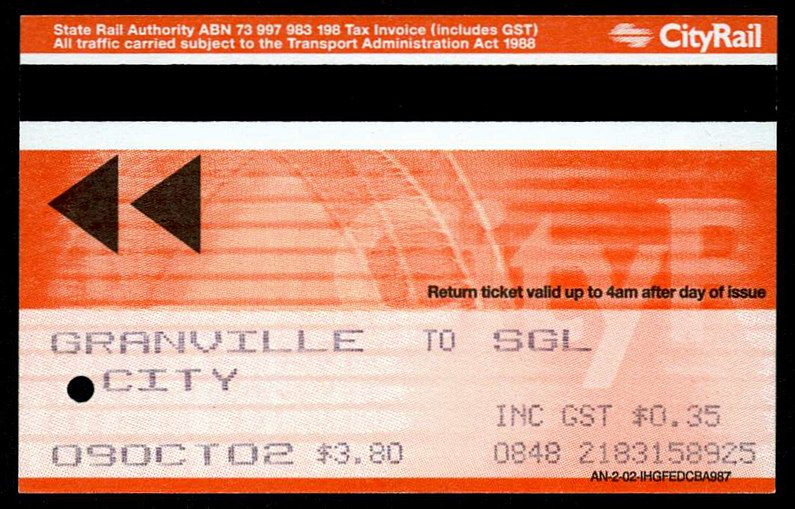 State Rail Authority ABN 73 997 983 198 Tax Invoice (includes GST)
All traffic carried subject to the Transport Administration Act 1988
CityRail
CityR
Return ticket valid up to 4am after day of issue
GRANVILLE TO SGL
CITY
INC GST $0.35
09OCT02 $3.80 0848 2183158925
AN-2-02-IHGFEDCBA987